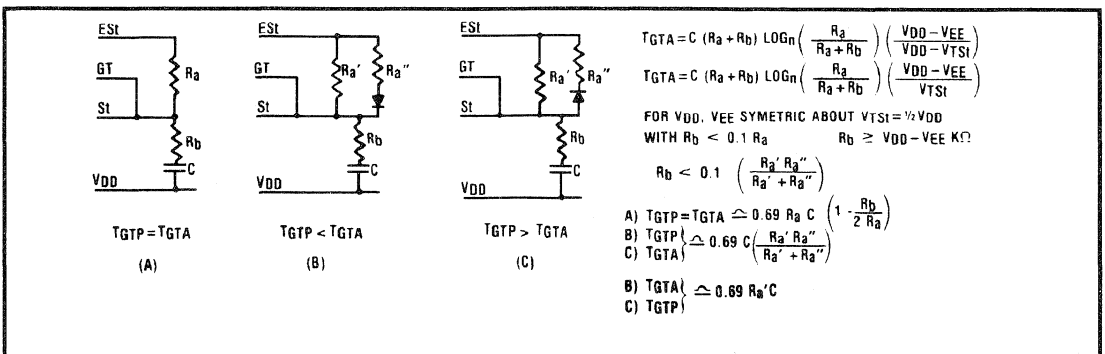 ESt
GT
St
VDD
Ra
Rb
C
TGTP = TGTA
(A)
ESt
GT
St
VDD
Ra'
Ra"
Rb
C
TGTP < TGTA
(B)
ESt
GT
St
VDD
Ra'
Ra"
Rb
C
TGTP > TGTA
(C)
TGTA = C (Ra + Rb) LOGn ( Ra / Ra + Rb ) ( VDD – VEE / VDD – VTSt )
TGTA = C (Ra + Rb) LOGn ( Ra / Ra + Rb ) ( VDD – VEE / VTSt )
FOR VDD, VEE SYMETRIC ABOUT VTSt = ½ VDD
WITH Rb < 0.1 Ra Rb ≥ VDD – VEE KΩ
Rb < 0.1 ( Ra' Ra" / Ra' + Ra" )
A) TGTP = TGTA ≏ 0.69 Ra C ( 1 - Rb / 2 Ra )
B) TGTP
C) TGTA } ≏ 0.69 C ( Ra' Ra" / Ra' + Ra" )
B) TGTA
C) TGTP } ≏ 0.69 Ra' C